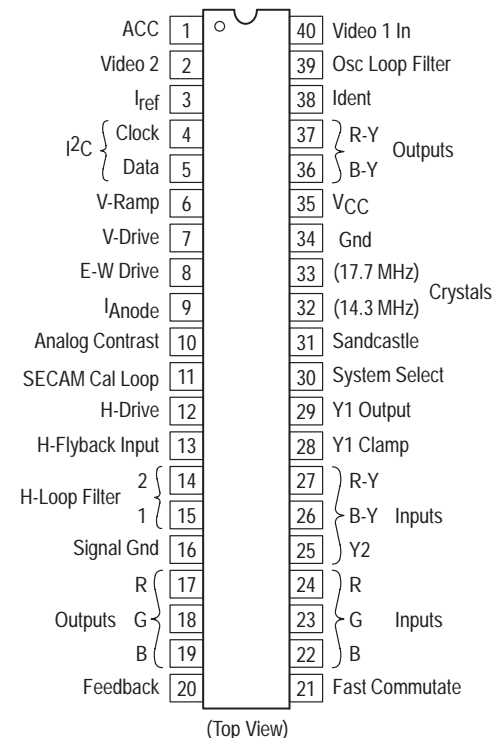 ACC 1 40 Video 1 In
Video 2 2 39 Osc Loop Filter
Iref 3 38 Ident
I2C Clock 4 37 R-Y Outputs
Data 5 36 B-Y
V-Ramp 6 35 VCC
V-Drive 7 34 Gnd
E-W Drive 8 33 (17.7 MHz) Crystals
IAnode 9 32 (14.3 MHz)
Analog Contrast 10 31 Sandcastle
SECAM Cal Loop 11 30 System Select
H-Drive 12 29 Y1 Output
H-Flyback Input 13 28 Y1 Clamp
H-Loop Filter 2 14 27 R-Y
1 15 26 B-Y Inputs
Signal Gnd 16 25 Y2
R 17 24 R
Outputs G 18 23 G Inputs
B 19 22 B
Feedback 20 21 Fast Commutate
(Top View)